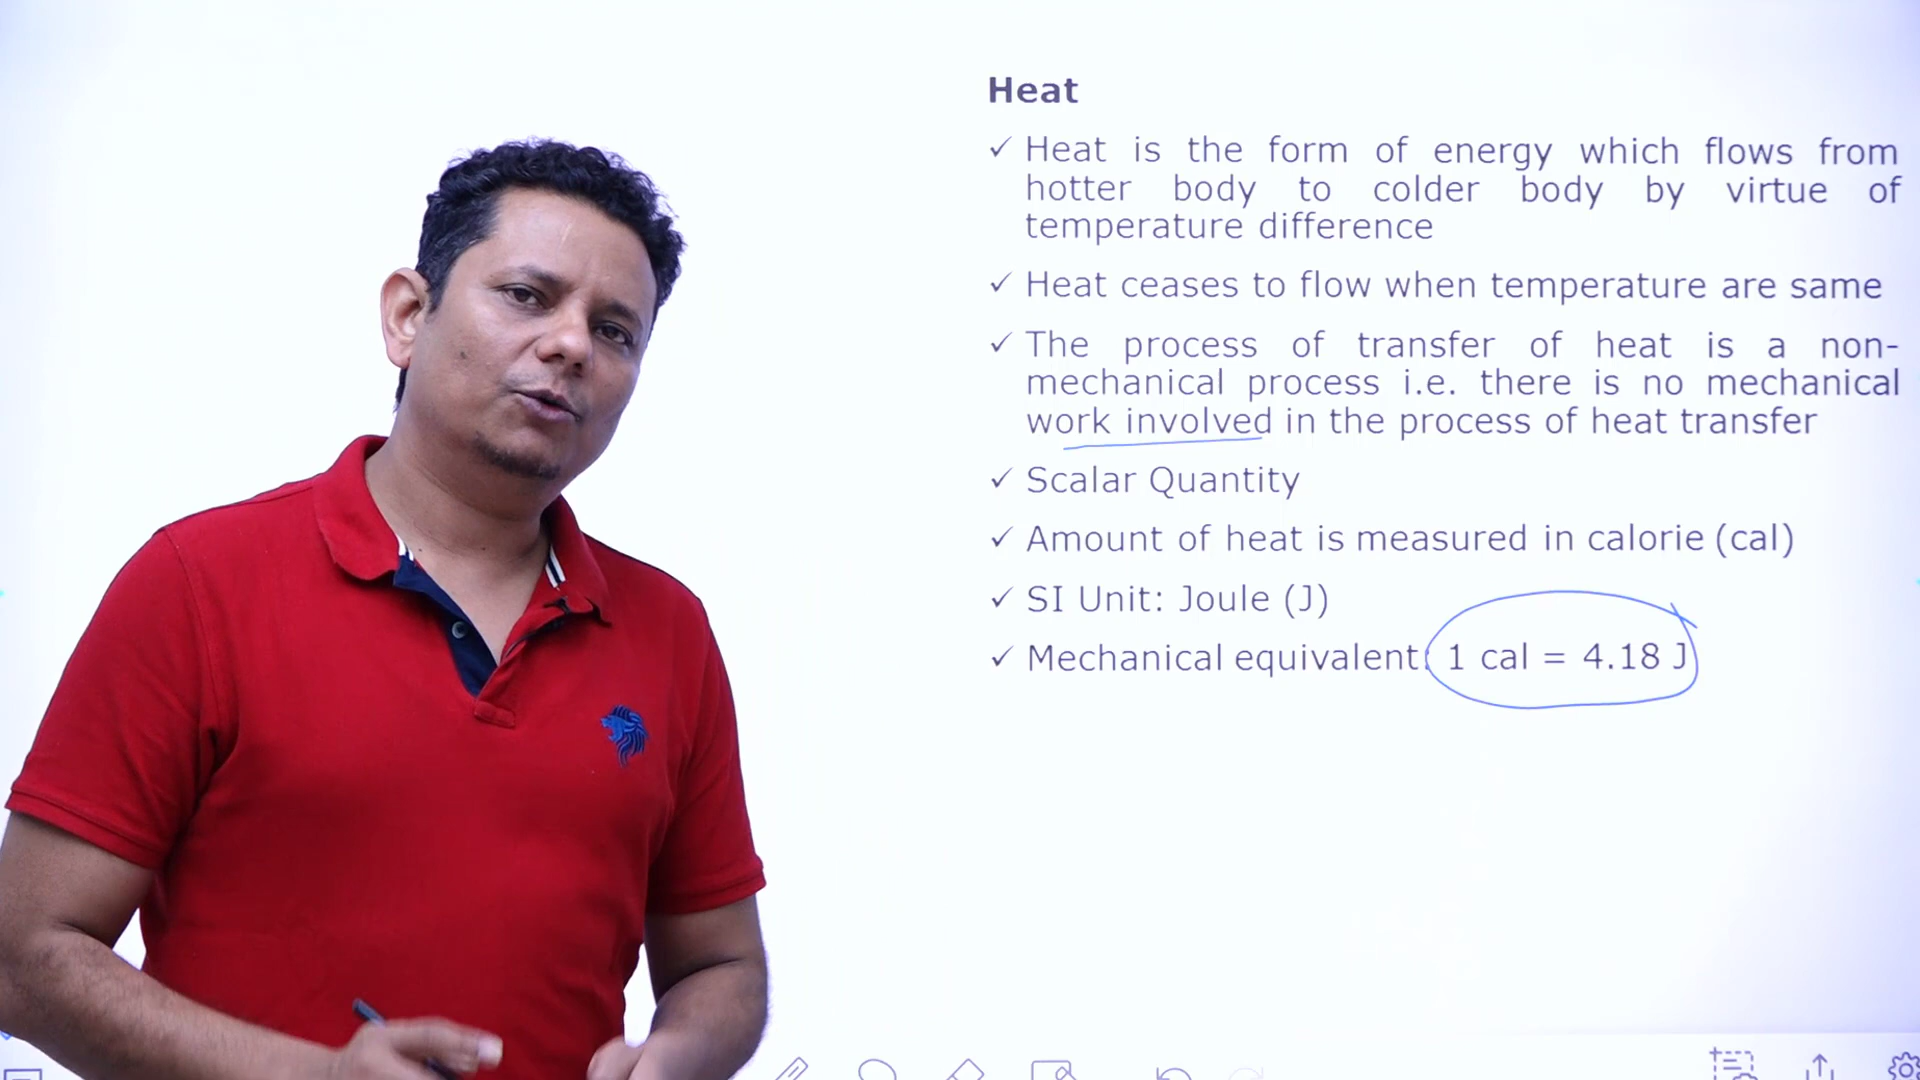 Heat
✓ Heat is the form of energy which flows from
hotter body to colder body by virtue of
temperature difference
✓ Heat ceases to flow when temperature are same
✓ The process of transfer of heat is a non-
mechanical process i.e. there is no mechanical
work involved in the process of heat transfer
✓ Scalar Quantity
✓ Amount of heat is measured in calorie (cal)
✓ SI Unit: Joule (J)
✓ Mechanical equivalent: 1 cal = 4.18 J